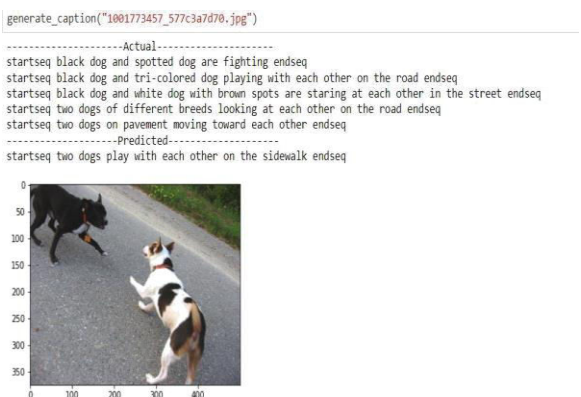 generate_caption("1001773457_577c3a7d70.jpg")
--------------------Actual--------------------
startseq black dog and spotted dog are fighting endseq
startseq black dog and tri-colored dog playing with each other on the road endseq
startseq black dog and white dog with brown spots are staring at each other in the street endseq
startseq two dogs of different breeds looking at each other on the road endseq
startseq two dogs on pavement moving toward each other endseq
--------------------Predicted--------------------
startseq two dogs play with each other on the sidewalk endseq
0
50
100
150
200
250
300
350
0 100 200 300 400